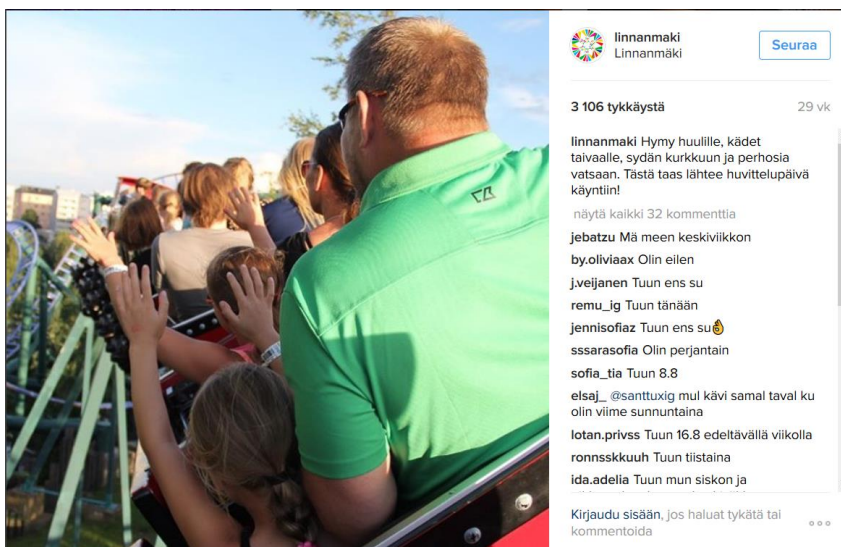 linnanmaki
Linnanmäki
Seuraa
3 106 tykkäystä
29 vk
linnanmaki Hymy huulille, kädet
taivaalle, sydän kurkkuun ja perhosia
vatsaan. Tästä taas lähtee huvittelupäivä
käyntiin!
näytä kaikki 32 kommenttia
jebatzu Mä meen keskiviikkon
by.oliviaax Olin eilen
j.veijanen Tuun ens su
remu_ig Tuun tänään
jennisofiaz Tuun ens su👌
sssarasofia Olin perjantain
sofia_tia Tuun 8.8
elsaj_ @santtuxig mul kävi samal taval ku
olin viime sunnuntaina
lotan.privss Tuun 16.8 edeltävällä viikolla
ronnsskkuuh Tuun tiistaina
ida.adelia Tuun mun siskon ja
Kirjaudu sisään, jos haluat tykätä tai
kommentoida